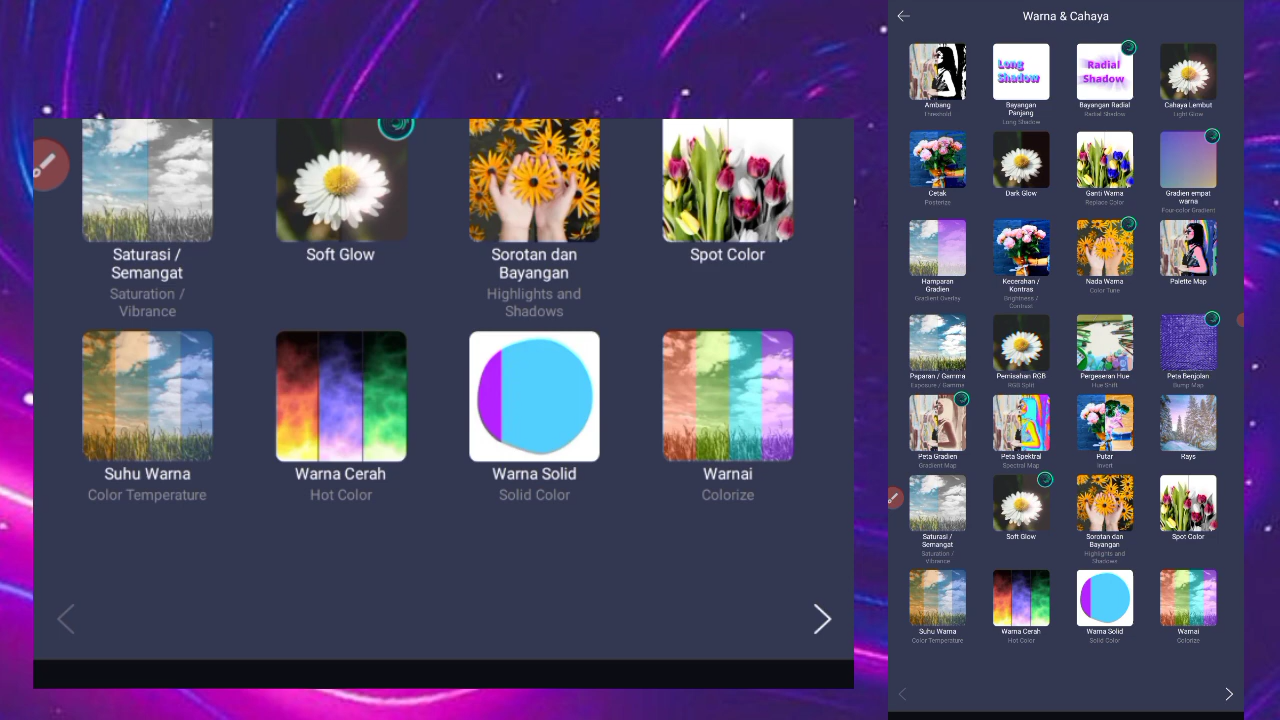 Saturasi /
Semangat
Saturation /
Vibrance
Soft Glow
Sorotan dan
Bayangan
Highlights and
Shadows
Spot Color
Suhu Warna
Color Temperature
Warna Cerah
Hot Color
Warna Solid
Solid Color
Warnai
Colorize
Warna & Cahaya
Ambang
Threshold
Long
Shadow
Bayangan
Panjang
Long Shadow
Radial
Shadow
Bayangan Radial
Radial Shadow
Cahaya Lembut
Light Glow
Cetak
Posterize
Dark Glow
Ganti Warna
Replace Color
Gradien empat
warna
Four-color Gradient
Hamparan
Gradien
Gradient Overlay
Kecerahan /
Kontras
Brightness /
Contrast
Nada Warna
Color Tune
Palette Map
Paparan / Gamma
Exposure / Gamma
Pemisahan RGB
RGB Split
Pergeseran Hue
Hue Shift
Peta Benjolan
Bump Map
Peta Gradien
Gradient Map
Peta Spektral
Spectral Map
Putar
Invert
Rays
Saturasi /
Semangat
Saturation /
Vibrance
Soft Glow
Sorotan dan
Bayangan
Highlights and
Shadows
Spot Color
Suhu Warna
Color Temperature
Warna Cerah
Hot Color
Warna Solid
Solid Color
Warnai
Colorize